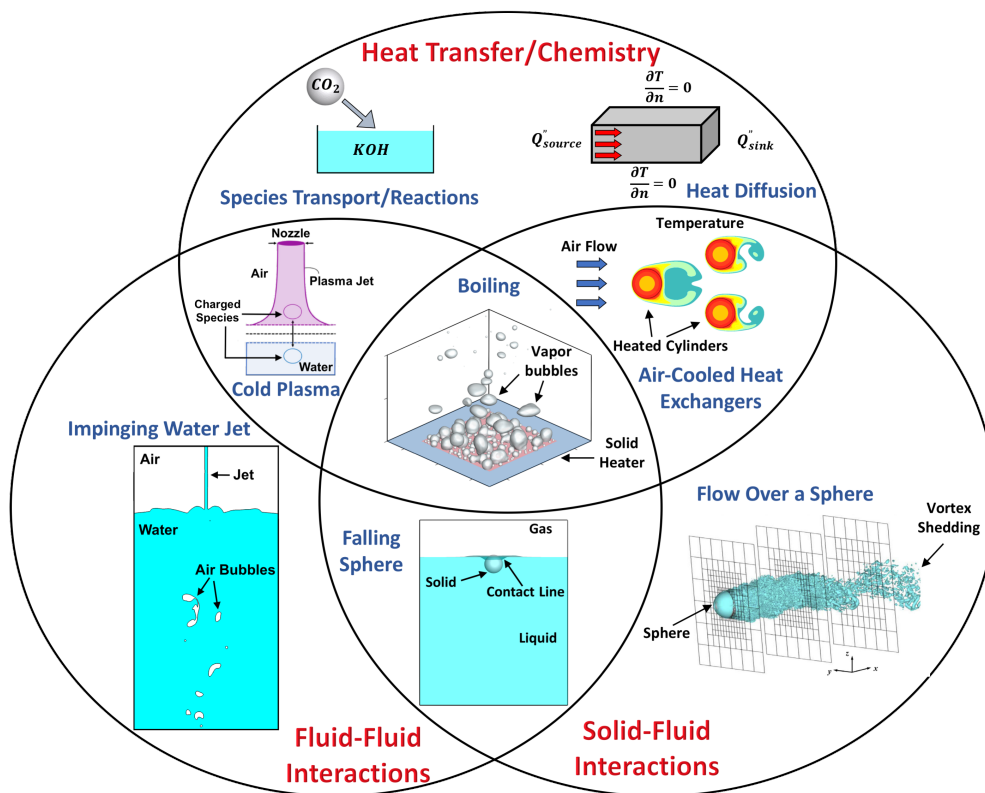 Heat Transfer/Chemistry
CO₂
KOH
Species Transport/Reactions
∂T/∂n = 0
Q"source
Q"sink
∂T/∂n = 0
Heat Diffusion
Nozzle
Air
Plasma Jet
Charged
Species
Water
Cold Plasma
Boiling
Vapor
bubbles
Solid
Heater
Temperature
Air Flow
Heated Cylinders
Air-Cooled Heat
Exchangers
Impinging Water Jet
Air
Jet
Water
Air Bubbles
Falling
Sphere
Gas
Solid
Contact Line
Liquid
Flow Over a Sphere
Vortex
Shedding
Sphere
z
y
x
Fluid-Fluid
Interactions
Solid-Fluid
Interactions